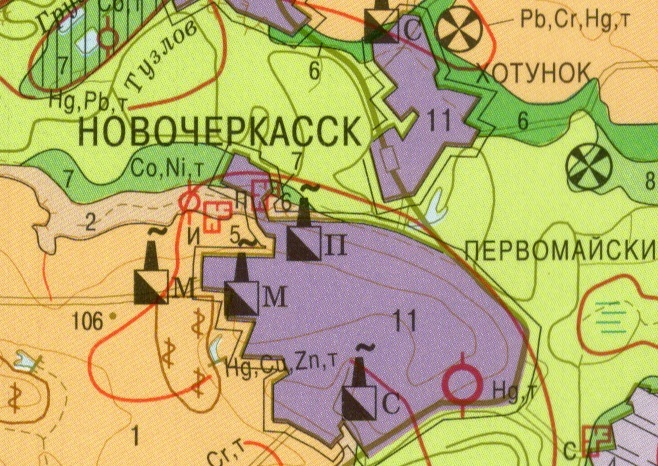 Тузлов
Pb,Cr,Hg,т
С
7
6
ХОТУНОК
Hg,Pb,т
НОВОЧЕРКАССК
11
6
7
Co,Ni,т
7
8
2
П
6
И
5
П
ПЕРВОМАЙСКИ
М
М
106
11
Hg,Cu,Zn,т
Hg,т
С
1
Cr,т
С